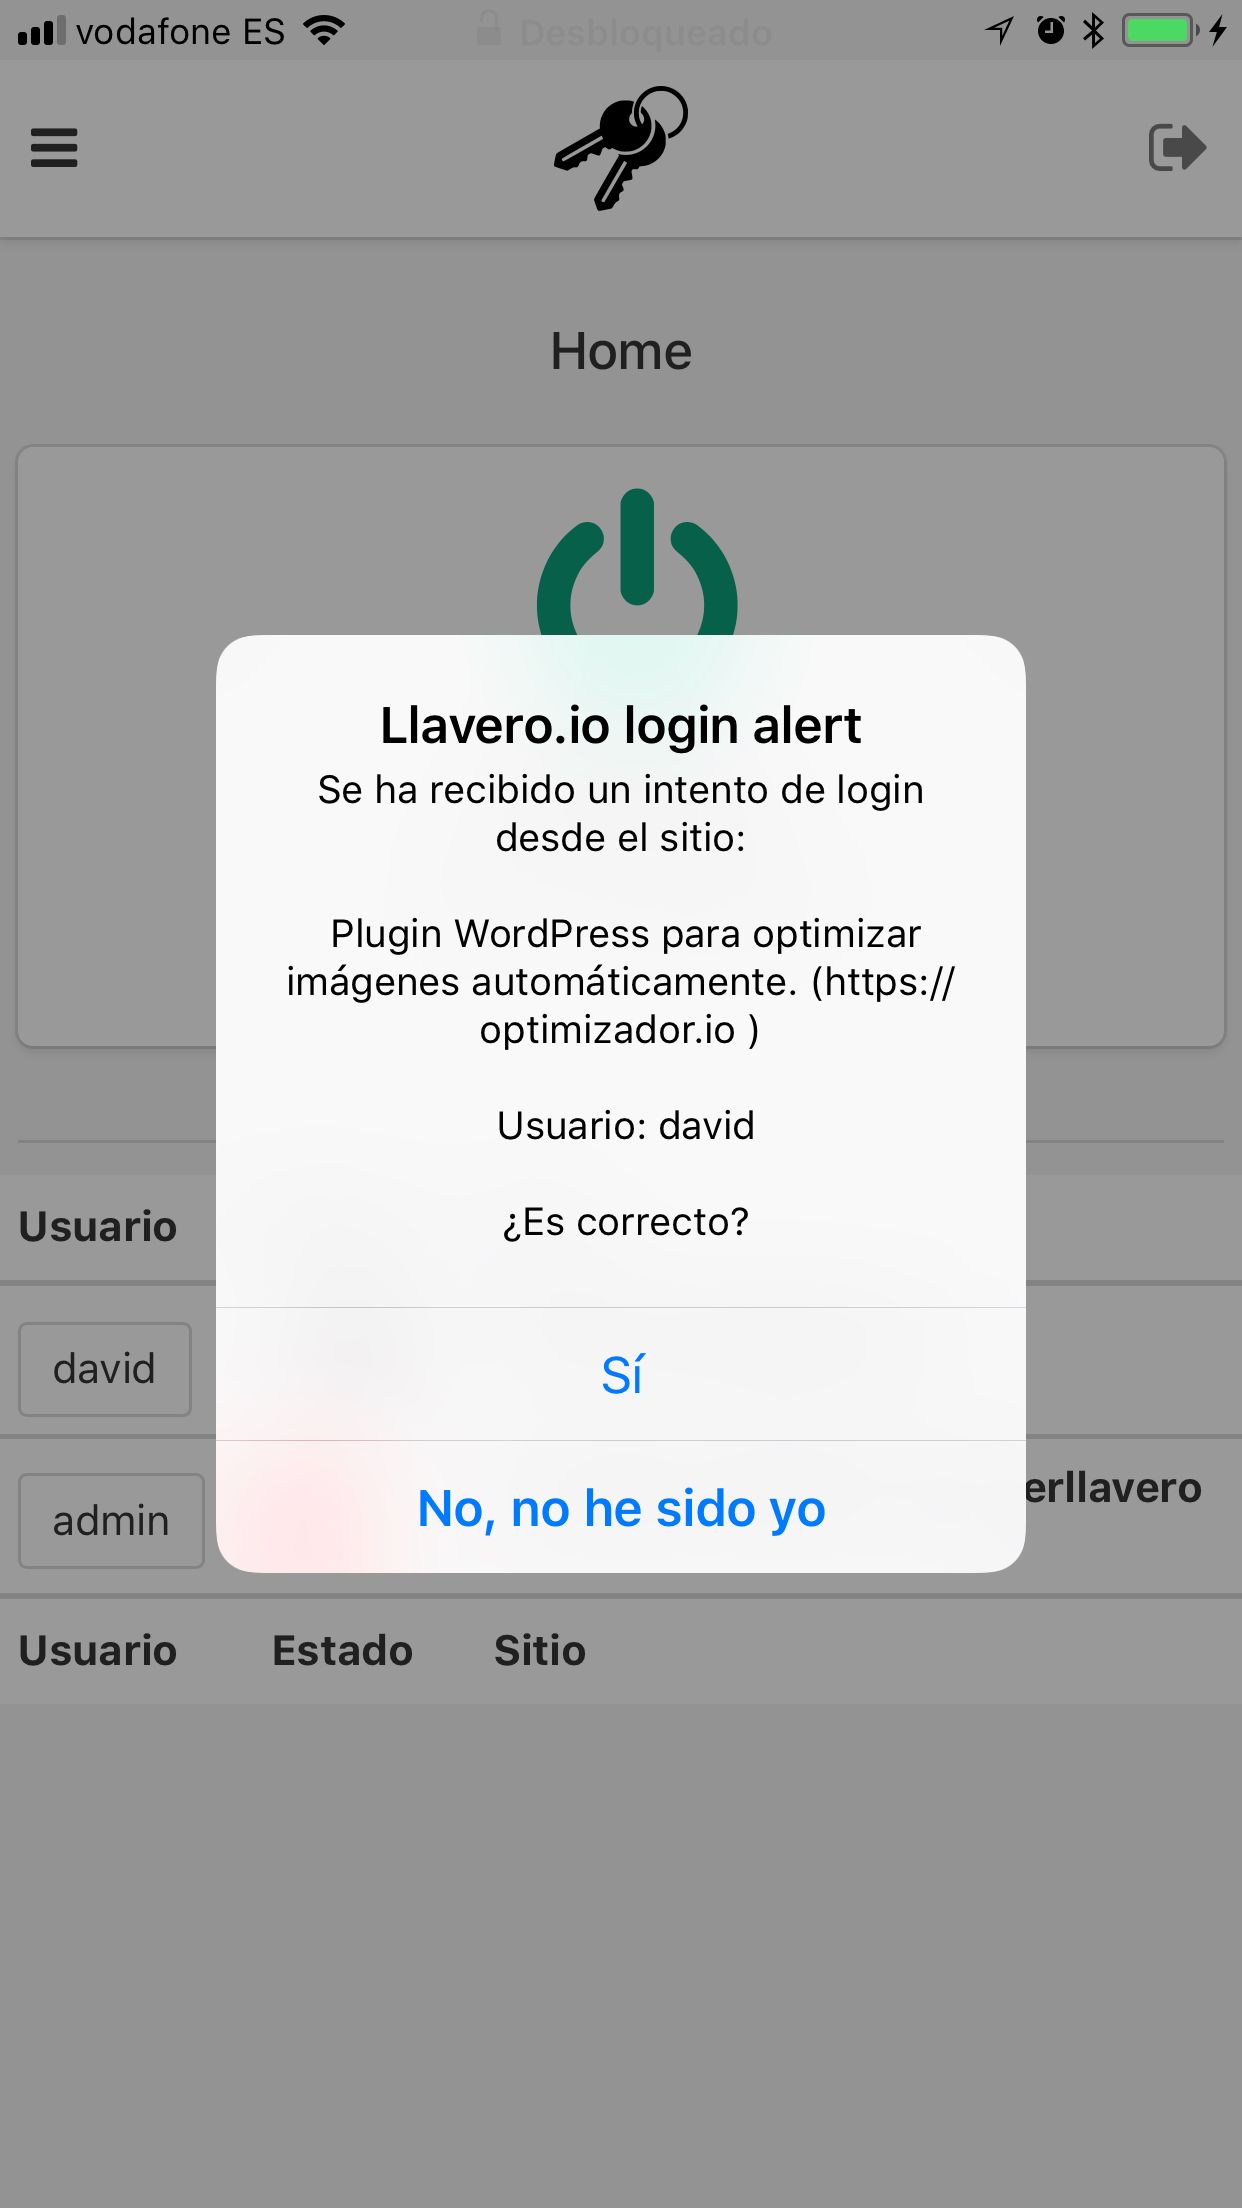 vodafone ES
Desbloqueado
Home
Llavero.io login alert
Se ha recibido un intento de login
desde el sitio:
Plugin WordPress para optimizar
imágenes automáticamente. (https://
optimizador.io )
Usuario: david
¿Es correcto?
Sí
No, no he sido yo
Usuario
david
admin
erllavero
Usuario Estado Sitio